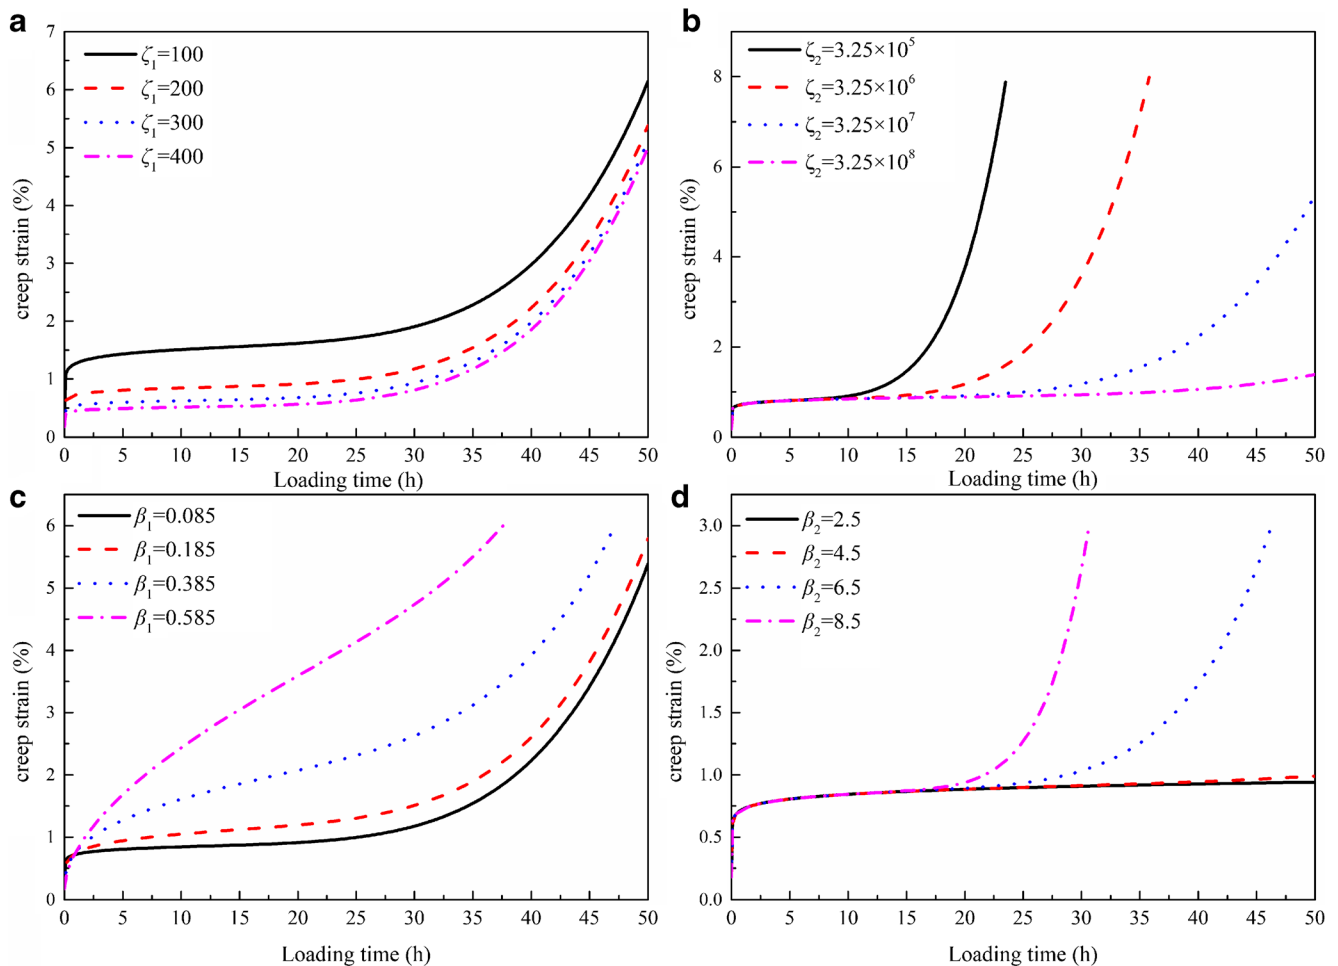 a
7
6
5
4
3
2
1
0
creep strain (%)
ζ1=100
ζ1=200
ζ1=300
ζ1=400
0 5 10 15 20 25 30 35 40 45 50
Loading time (h)
b
8
6
4
2
0
creep strain (%)
ζ2=3.25×10^5
ζ2=3.25×10^6
ζ2=3.25×10^7
ζ2=3.25×10^8
0 5 10 15 20 25 30 35 40 45 50
Loading time (h)
c
6
5
4
3
2
1
0
creep strain (%)
β1=0.085
β1=0.185
β1=0.385
β1=0.585
0 5 10 15 20 25 30 35 40 45 50
Loading time (h)
d
3.0
2.5
2.0
1.5
1.0
0.5
0.0
creep strain (%)
β2=2.5
β2=4.5
β2=6.5
β2=8.5
0 5 10 15 20 25 30 35 40 45 50
Loading time (h)